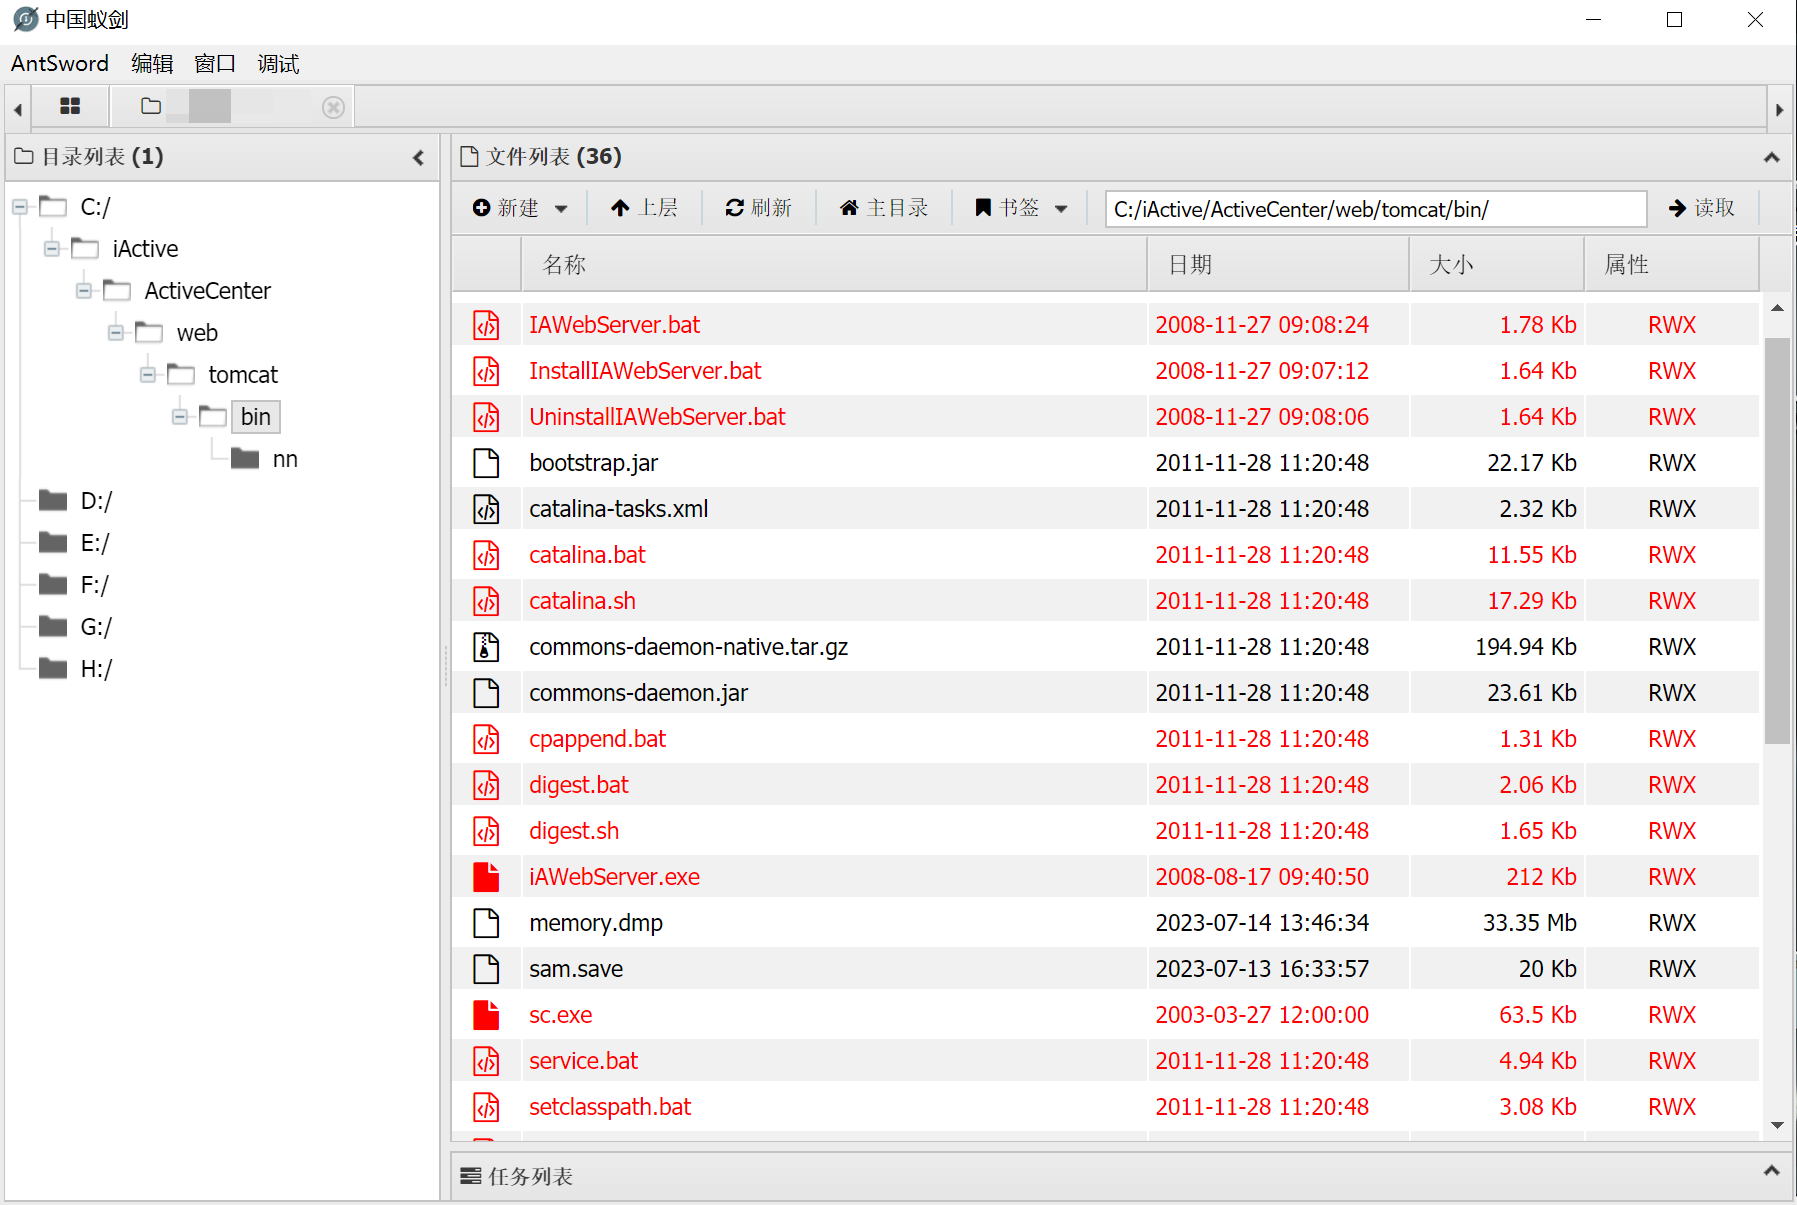 中国蚁剑
AntSword 编辑 窗口 调试
目录列表 (1)
C:/
iActive
ActiveCenter
web
tomcat
bin
nn
D:/
E:/
F:/
G:/
H:/
文件列表 (36)
新建 上层 刷新 主目录 书签 C:/iActive/ActiveCenter/web/tomcat/bin/ 读取
名称 日期 大小 属性
IAWebServer.bat 2008-11-27 09:08:24 1.78 Kb RWX
InstallIAWebServer.bat 2008-11-27 09:07:12 1.64 Kb RWX
UninstallIAWebServer.bat 2008-11-27 09:08:06 1.64 Kb RWX
bootstrap.jar 2011-11-28 11:20:48 22.17 Kb RWX
catalina-tasks.xml 2011-11-28 11:20:48 2.32 Kb RWX
catalina.bat 2011-11-28 11:20:48 11.55 Kb RWX
catalina.sh 2011-11-28 11:20:48 17.29 Kb RWX
commons-daemon-native.tar.gz 2011-11-28 11:20:48 194.94 Kb RWX
commons-daemon.jar 2011-11-28 11:20:48 23.61 Kb RWX
cpappend.bat 2011-11-28 11:20:48 1.31 Kb RWX
digest.bat 2011-11-28 11:20:48 2.06 Kb RWX
digest.sh 2011-11-28 11:20:48 1.65 Kb RWX
iAWebServer.exe 2008-08-17 09:40:50 212 Kb RWX
memory.dmp 2023-07-14 13:46:34 33.35 Mb RWX
sam.save 2023-07-13 16:33:57 20 Kb RWX
sc.exe 2003-03-27 12:00:00 63.5 Kb RWX
service.bat 2011-11-28 11:20:48 4.94 Kb RWX
setclasspath.bat 2011-11-28 11:20:48 3.08 Kb RWX
任务列表